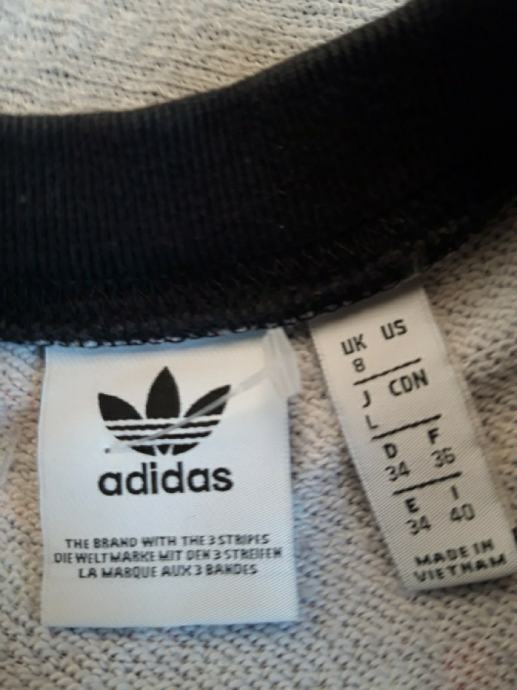 adidas
THE BRAND WITH THE 3 STRIPES
DIE WELTMARKE MIT DEN 3 STREIFEN
LA MARQUE AUX 3 BANDES
UK US
8
J CDN
L
D F
34 36
E I
34 40
MADE IN
VIETNAM